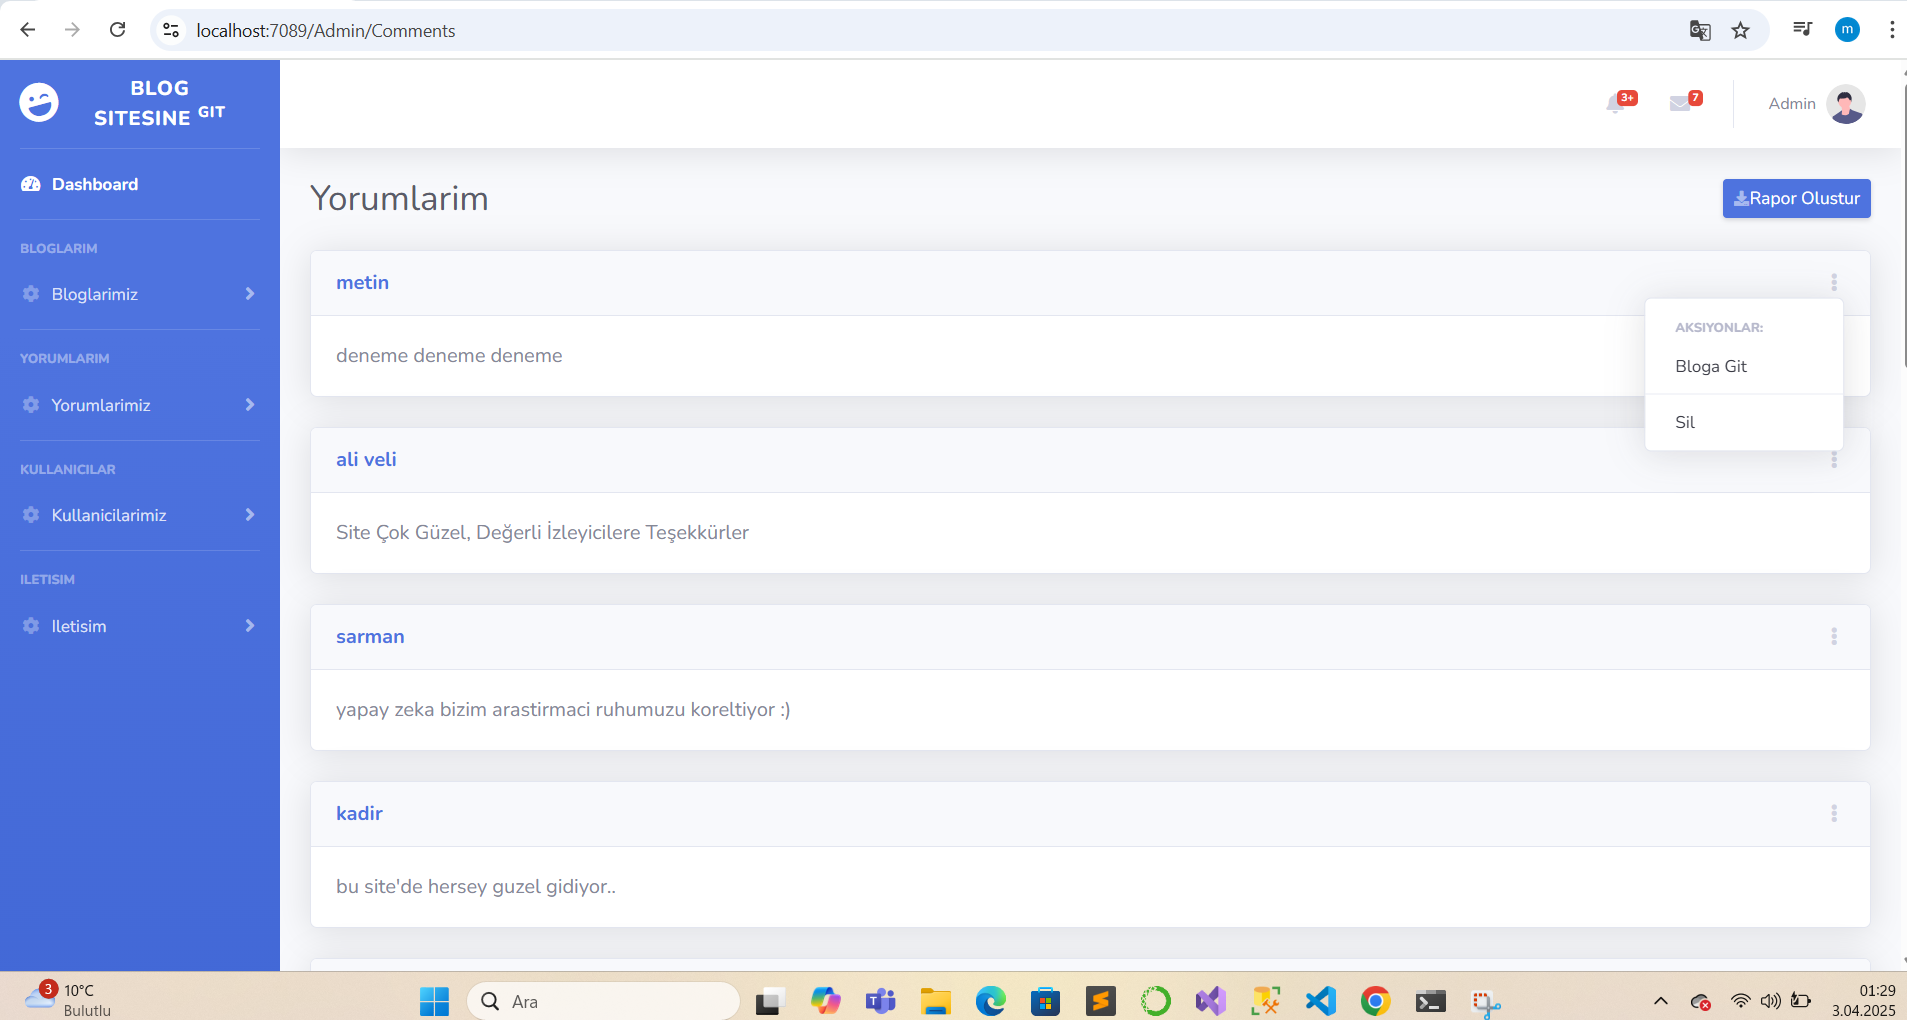 localhost:7089/Admin/Comments
m
BLOG
SITESINE GIT
3+
7
Admin
Dashboard
BLOGLARIM
Bloglarimiz
YORUMLARIM
Yorumlarimiz
KULLANICILAR
Kullanicilarimiz
ILETISIM
Iletisim
Yorumlarim
Rapor Olustur
metin
deneme deneme deneme
AKSIYONLAR:
Bloga Git
Sil
ali veli
Site Çok Güzel, Değerli İzleyicilere Teşekkürler
sarman
yapay zeka bizim arastirmaci ruhumuzu koreltiyor :)
kadir
bu site'de hersey guzel gidiyor..
3
10°C
Bulutlu
Ara
01:29
3.04.2025